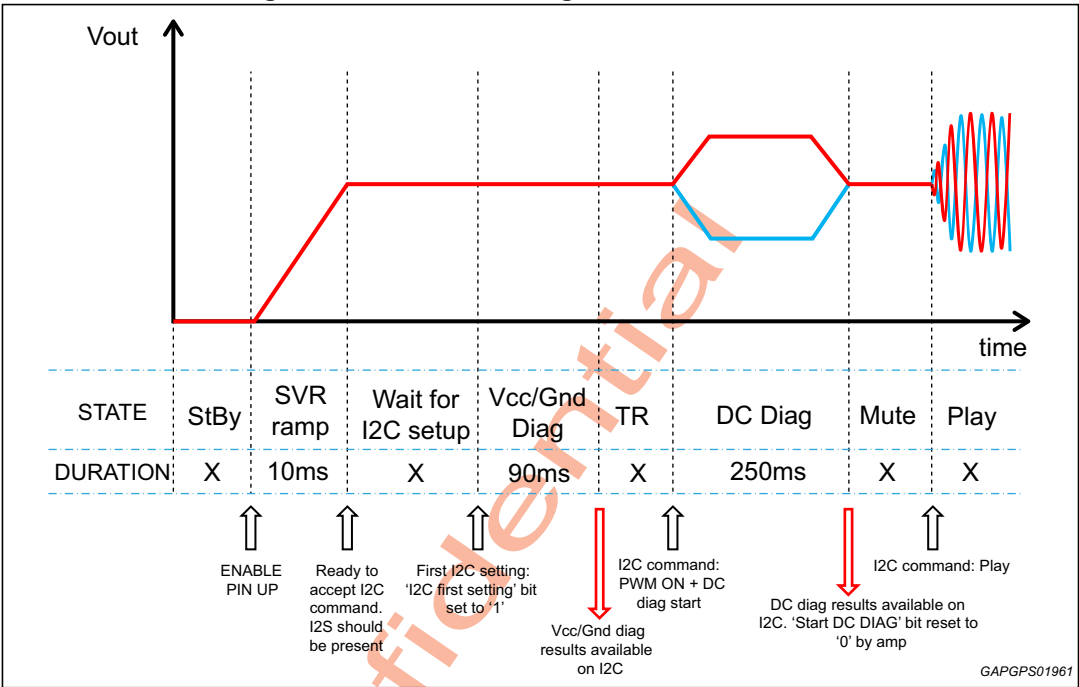 Vout
time
STATE
StBy
SVR
ramp
Wait for
I2C setup
Vcc/Gnd
Diag
TR
DC Diag
Mute
Play
DURATION
X
10ms
X
90ms
X
250ms
X
X
ENABLE
PIN UP
Ready to
accept I2C
command.
I2S should
be present
First I2C setting:
‘I2C first setting’ bit
set to ‘1’
Vcc/Gnd diag
results available
on I2C
I2C command:
PWM ON + DC
diag start
DC diag results available on
I2C. ‘Start DC DIAG’ bit reset to
‘0’ by amp
I2C command: Play
GAPGPS01961
fidential